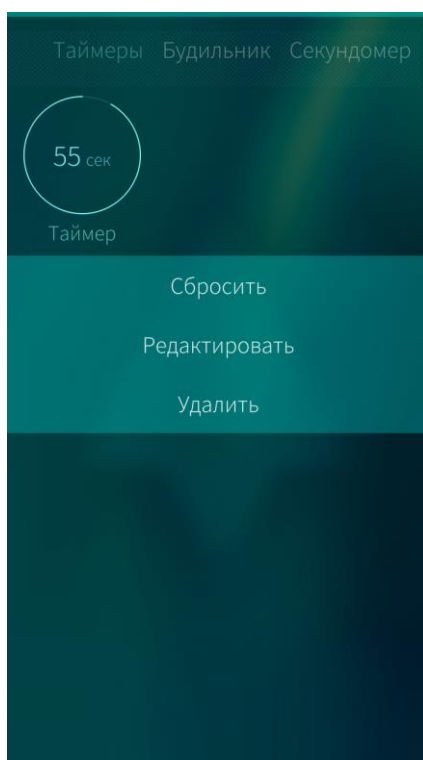 Таймеры Будильник Секундомер
55 сек
Таймер
Сбросить
Редактировать
Удалить